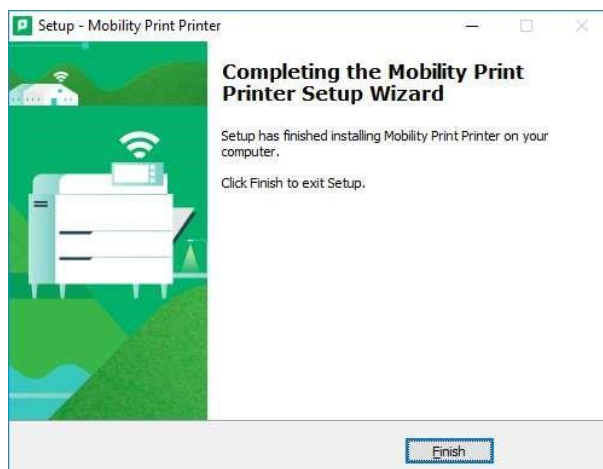 Setup - Mobility Print Printer
Completing the Mobility Print
Printer Setup Wizard
Setup has finished installing Mobility Print Printer on your
computer.
Click Finish to exit Setup.
Finish